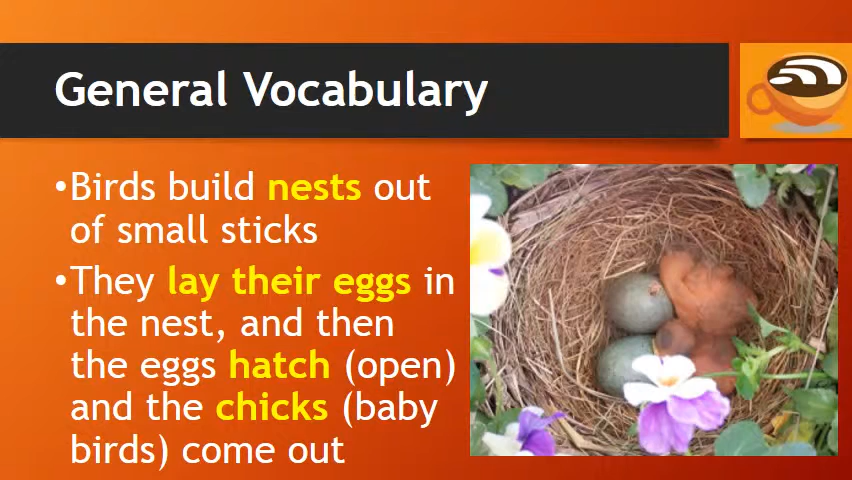 General Vocabulary
•Birds build nests out
of small sticks
•They lay their eggs in
the nest, and then
the eggs hatch (open)
and the chicks (baby
birds) come out